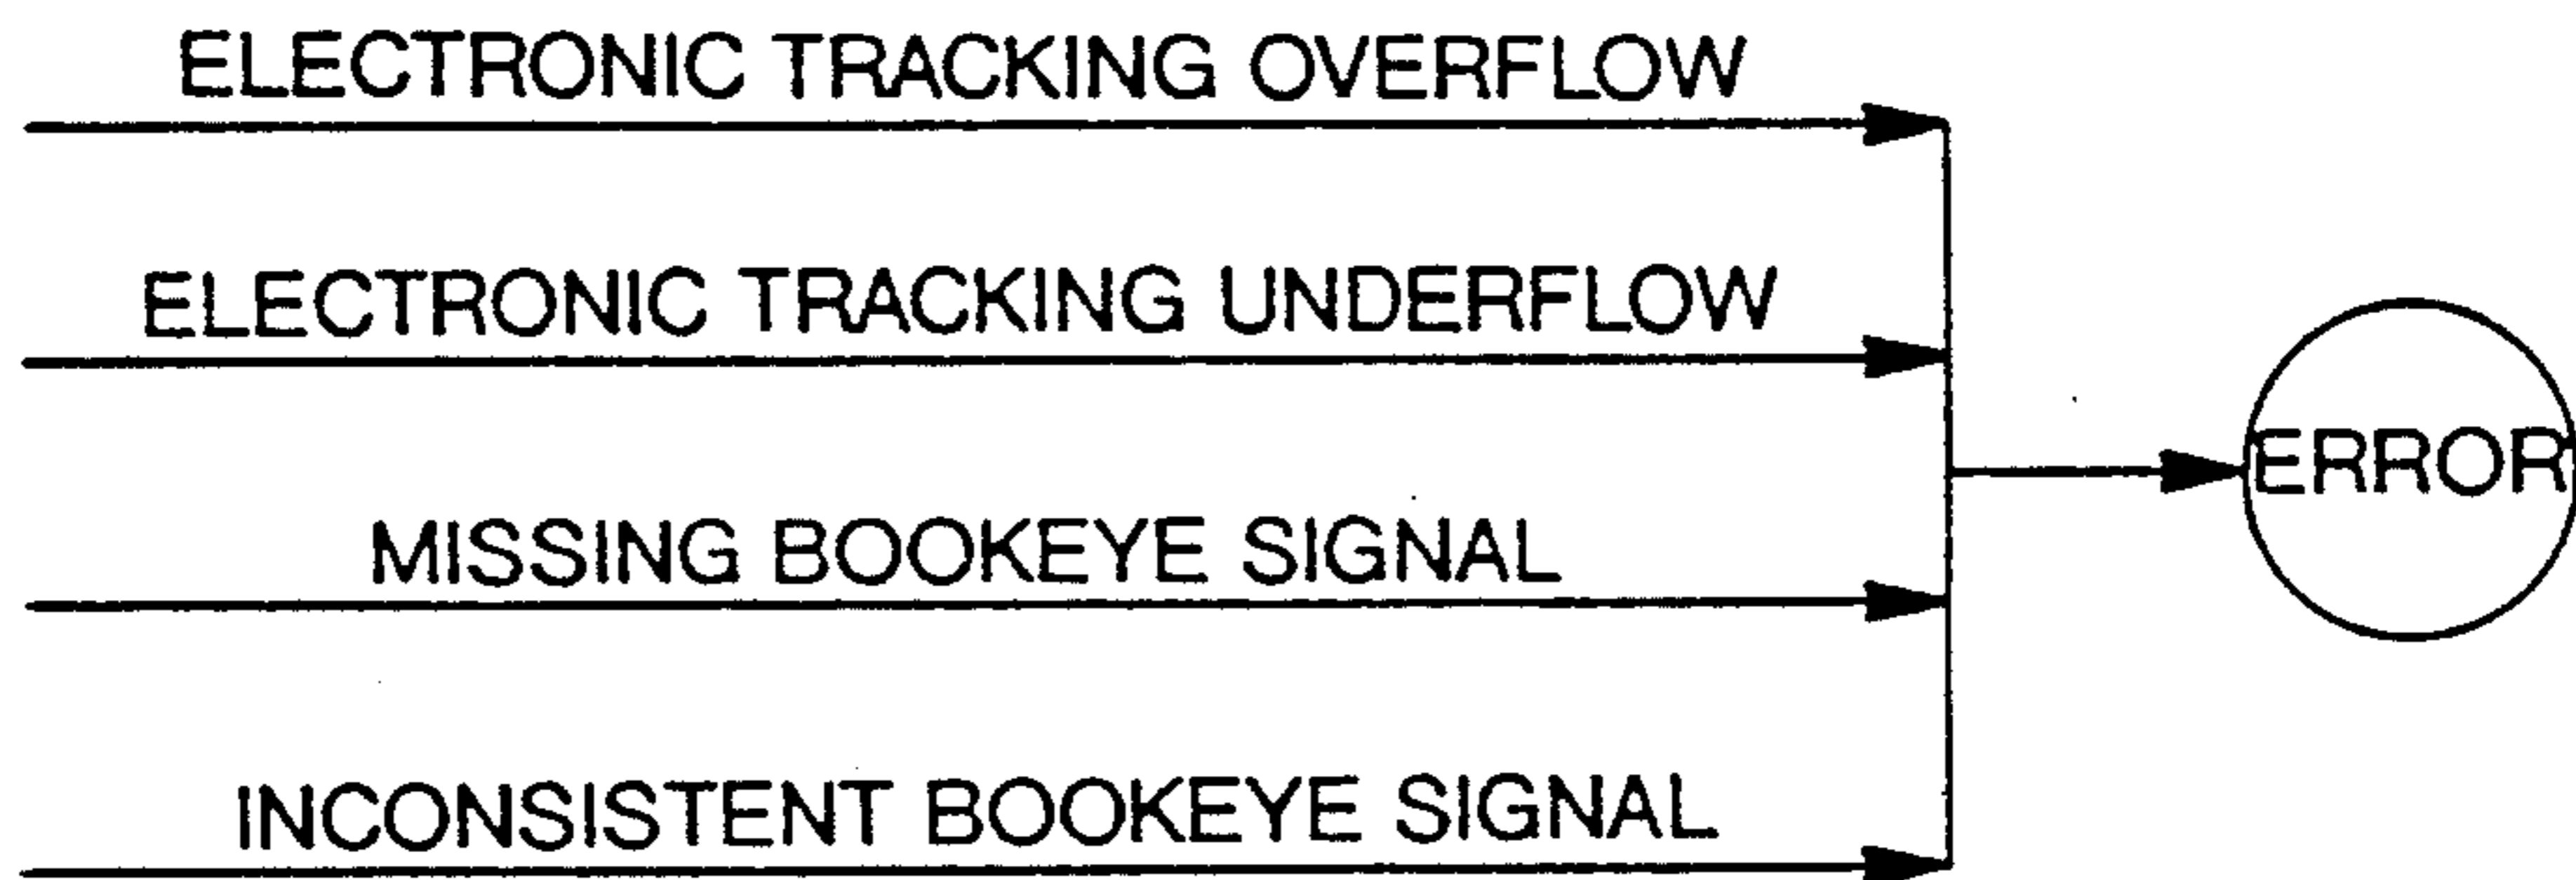 ELECTRONIC TRACKING OVERFLOW
ELECTRONIC TRACKING UNDERFLOW
ERROR
MISSING BOOKEYE SIGNAL
INCONSISTENT BOOKEYE SIGNAL